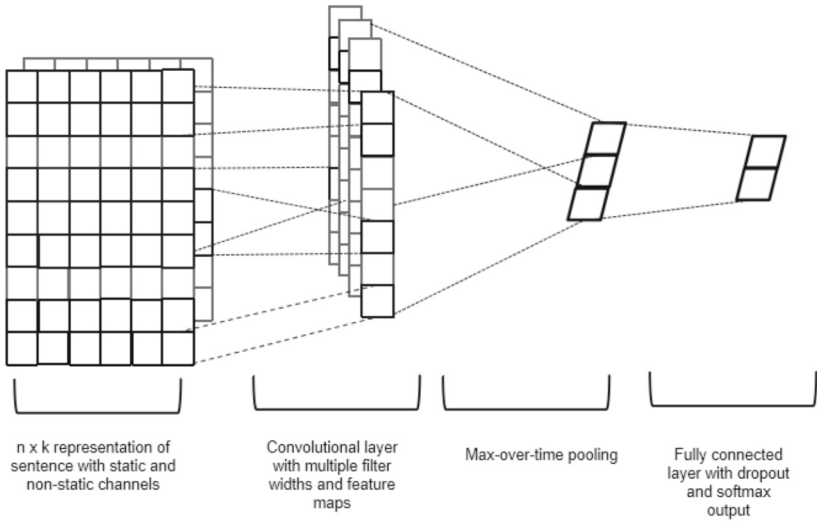 n x k representation of
sentence with static and
non-static channels
Convolutional layer
with multiple filter
widths and feature
maps
Max-over-time pooling
Fully connected
layer with dropout
and softmax
output